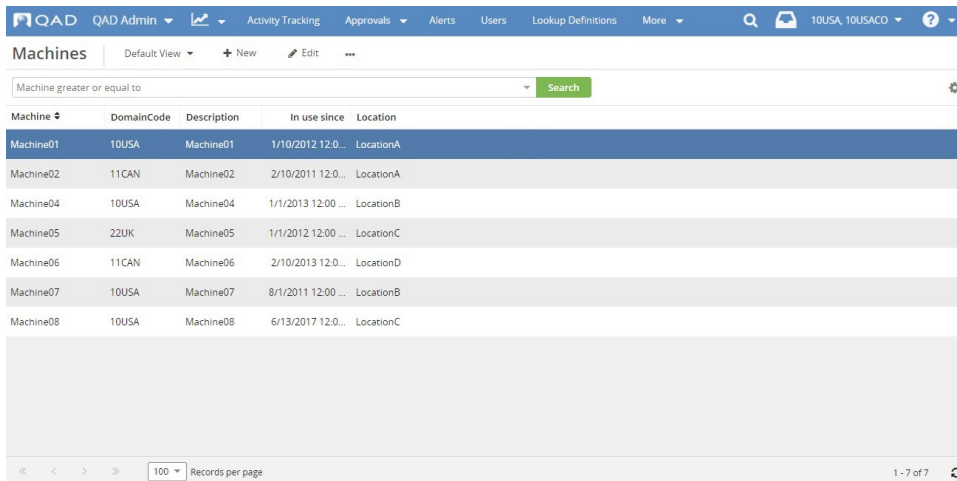 QAD QAD Admin Activity Tracking Approvals Alerts Users Lookup Definitions More 10USA, 10USACO ?
Machines Default View + New Edit ...
Machine greater or equal to Search
Machine DomainCode Description In use since Location
Machine01 10USA Machine01 1/10/2012 12:0... LocationA
Machine02 11CAN Machine02 2/10/2011 12:0... LocationA
Machine04 10USA Machine04 1/1/2013 12:00 ... LocationB
Machine05 22UK Machine05 1/1/2012 12:00 ... LocationC
Machine06 11CAN Machine06 2/10/2013 12:0... LocationD
Machine07 10USA Machine07 8/1/2011 12:00 ... LocationB
Machine08 10USA Machine08 6/13/2017 12:0... LocationC
100 Records per page 1 - 7 of 7